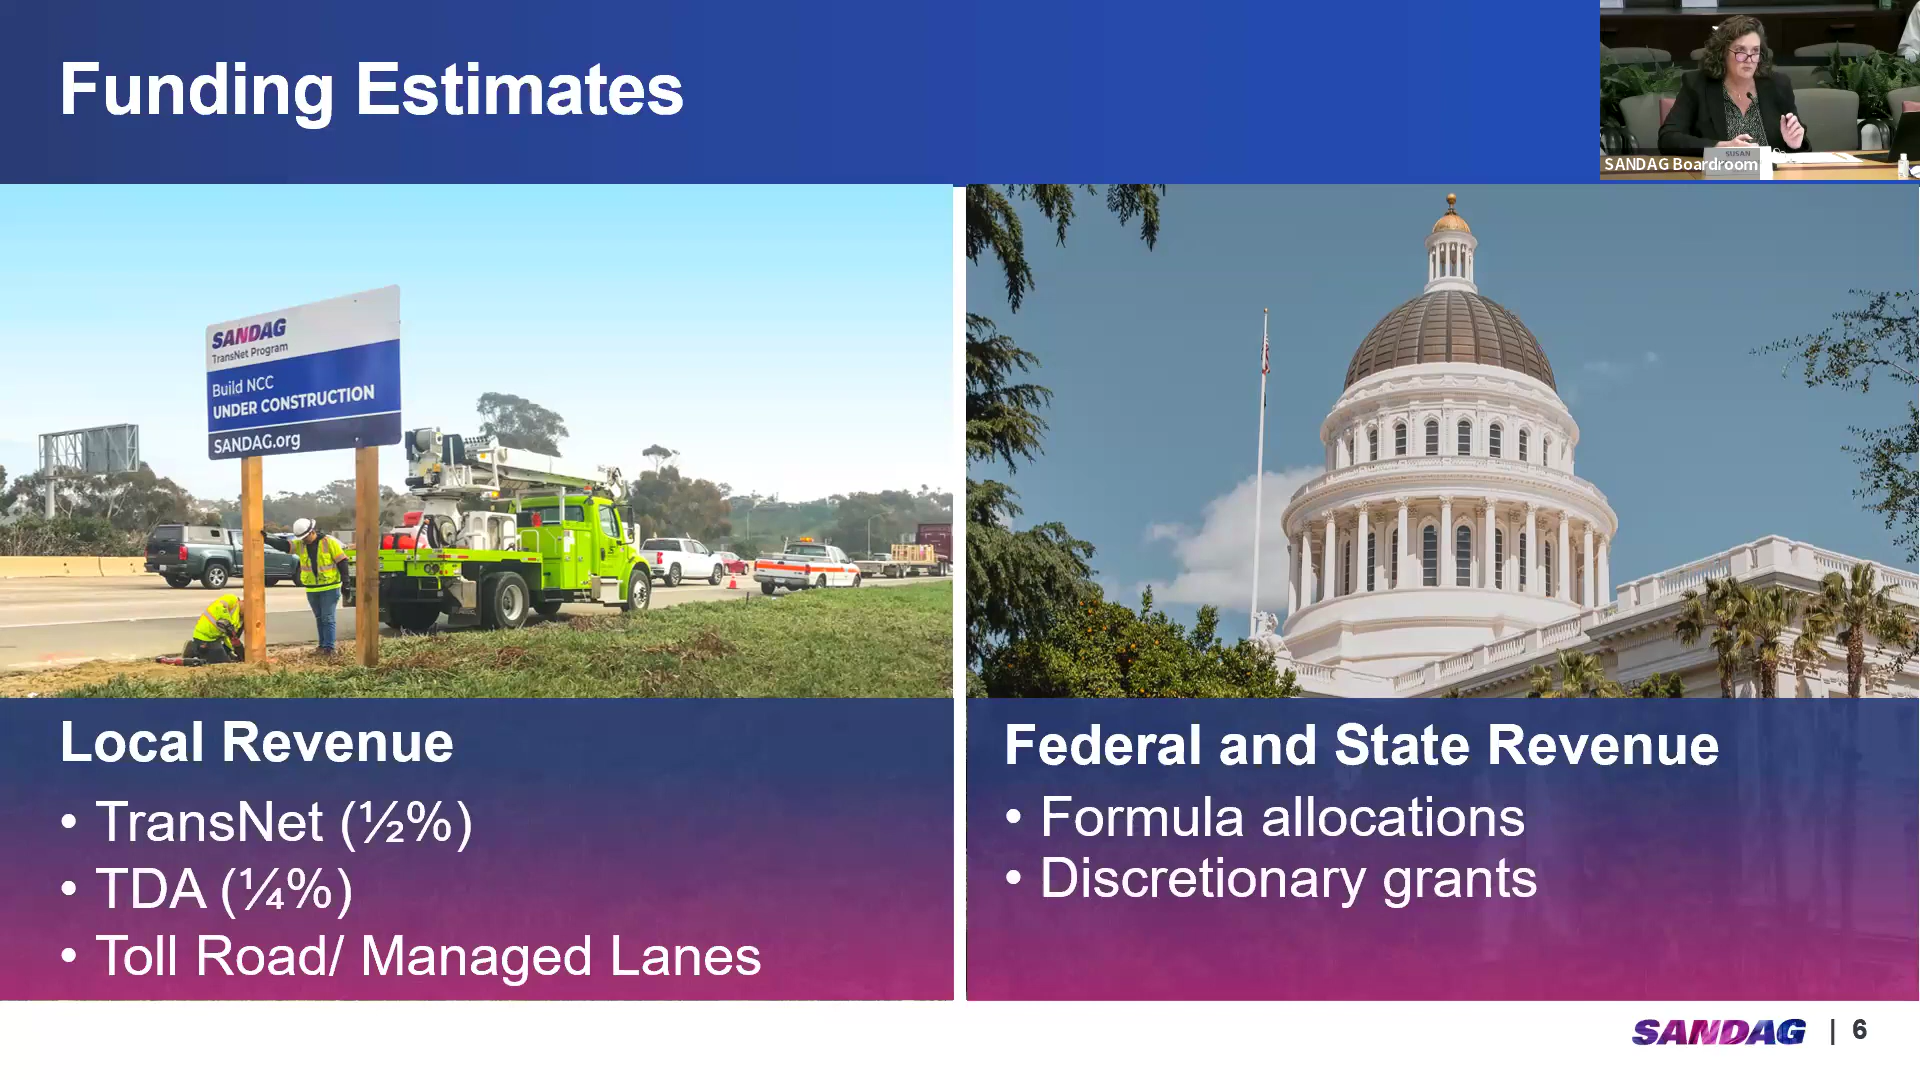 Funding Estimates
SUSAN
SANDAG Boardroom
SANDAG
TransNet Program
Build NCC
UNDER CONSTRUCTION
SANDAG.org
Local Revenue
• TransNet (½%)
• TDA (¼%)
• Toll Road/ Managed Lanes
Federal and State Revenue
• Formula allocations
• Discretionary grants
SANDAG | 6